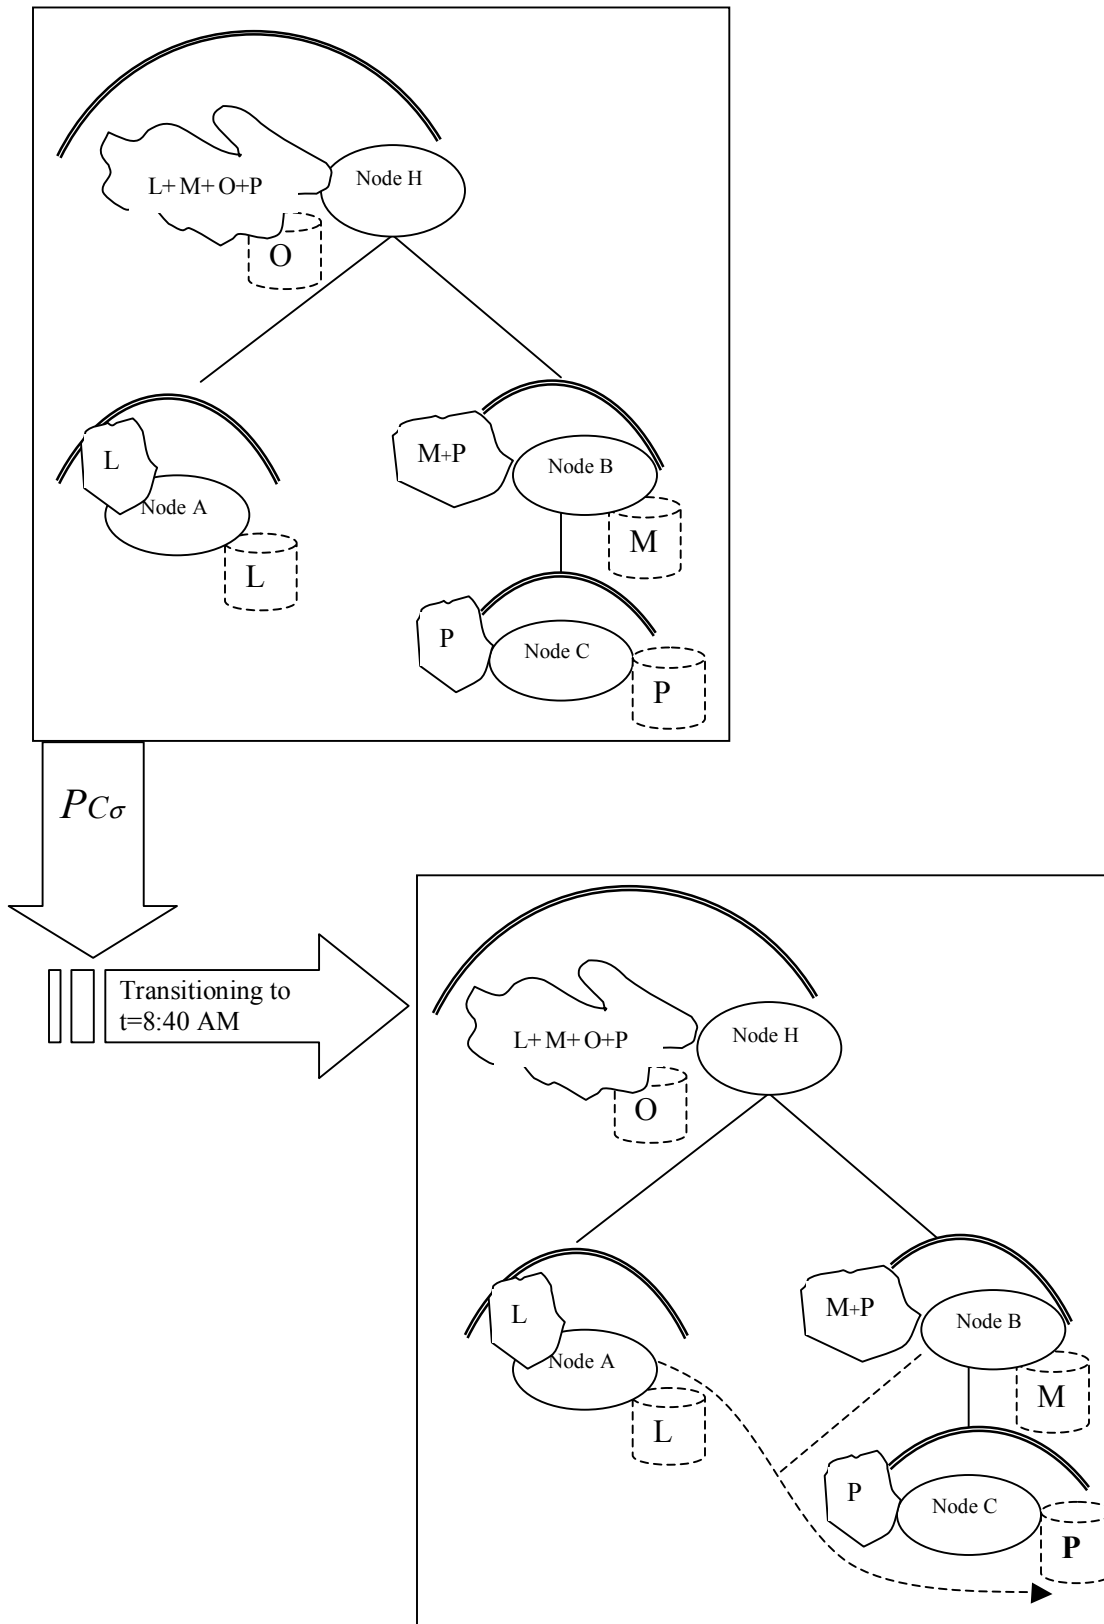 L+ M+ O+P
Node H
O
L
Node A
L
M+P
Node B
M
P
Node C
P
PCσ
Transitioning to
t=8:40 AM
L+ M+ O+P
Node H
O
L
Node A
L
M+P
Node B
M
P
Node C
P